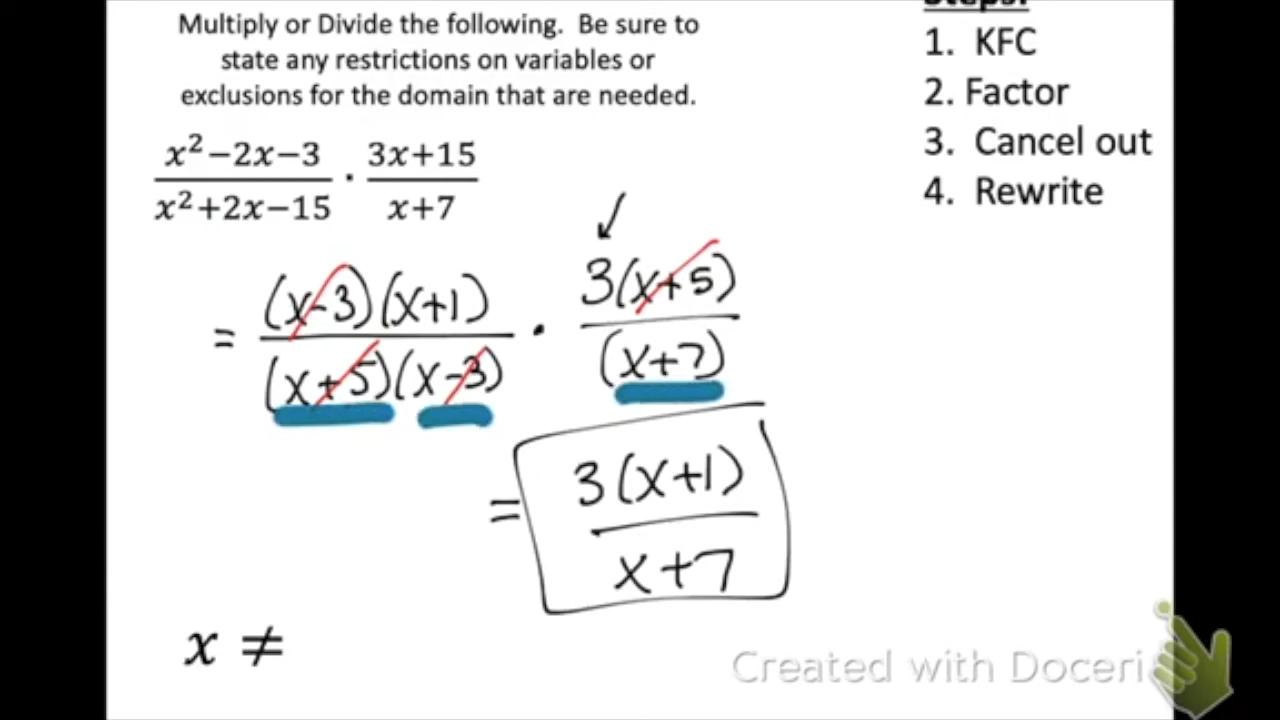 Multiply or Divide the following. Be sure to
state any restrictions on variables or
exclusions for the domain that are needed.
x²−2x−3 / x²+2x−15 · 3x+15 / x+7
= (x-3)(x+1) / (x+5)(x-3) · 3(x+5) / (x+7)
= 3(x+1) / x+7
x ≠
Steps:
1. KFC
2. Factor
3. Cancel out
4. Rewrite
Created with Doceri